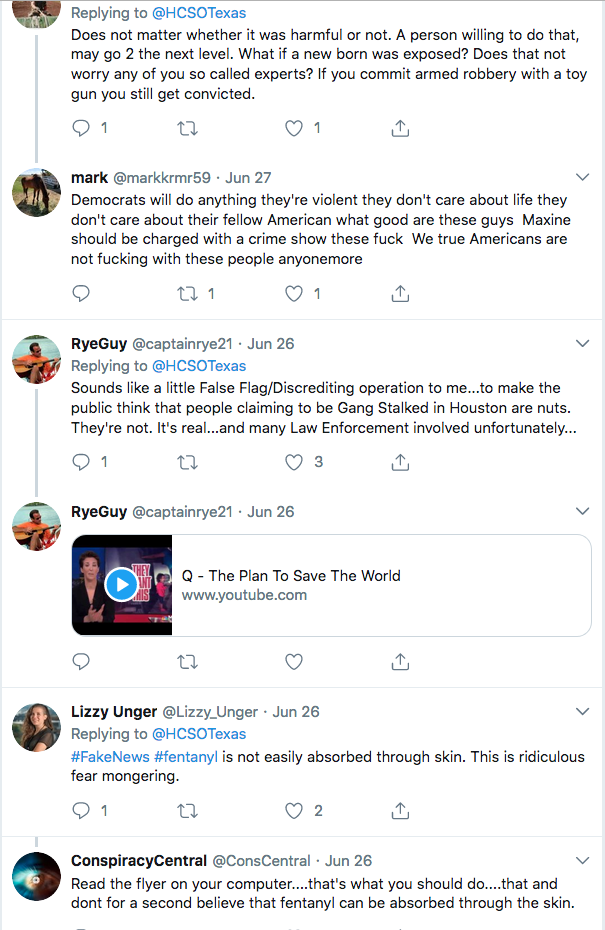 Replying to @HCSOTexas
Does not matter whether it was harmful or not. A person willing to do that,
may go 2 the next level. What if a new born was exposed? Does that not
worry any of you so called experts? If you commit armed robbery with a toy
gun you still get convicted.
1 1
mark @markkrmr59 · Jun 27
Democrats will do anything they're violent they don't care about life they
don't care about their fellow American what good are these guys  Maxine
should be charged with a crime show these fuck  We true Americans are
not fucking with these people anyonemore
1 1
RyeGuy @captainrye21 · Jun 26
Replying to @HCSOTexas
Sounds like a little False Flag/Discrediting operation to me...to make the
public think that people claiming to be Gang Stalked in Houston are nuts.
They're not. It's real...and many Law Enforcement involved unfortunately...
1 3
RyeGuy @captainrye21 · Jun 26
THEY
ANT
HIS
Q - The Plan To Save The World
www.youtube.com
Lizzy Unger @Lizzy_Unger · Jun 26
Replying to @HCSOTexas
#FakeNews #fentanyl is not easily absorbed through skin. This is ridiculous
fear mongering.
1 2
ConspiracyCentral @ConsCentral · Jun 26
Read the flyer on your computer....that's what you should do....that and
dont for a second believe that fentanyl can be absorbed through the skin.